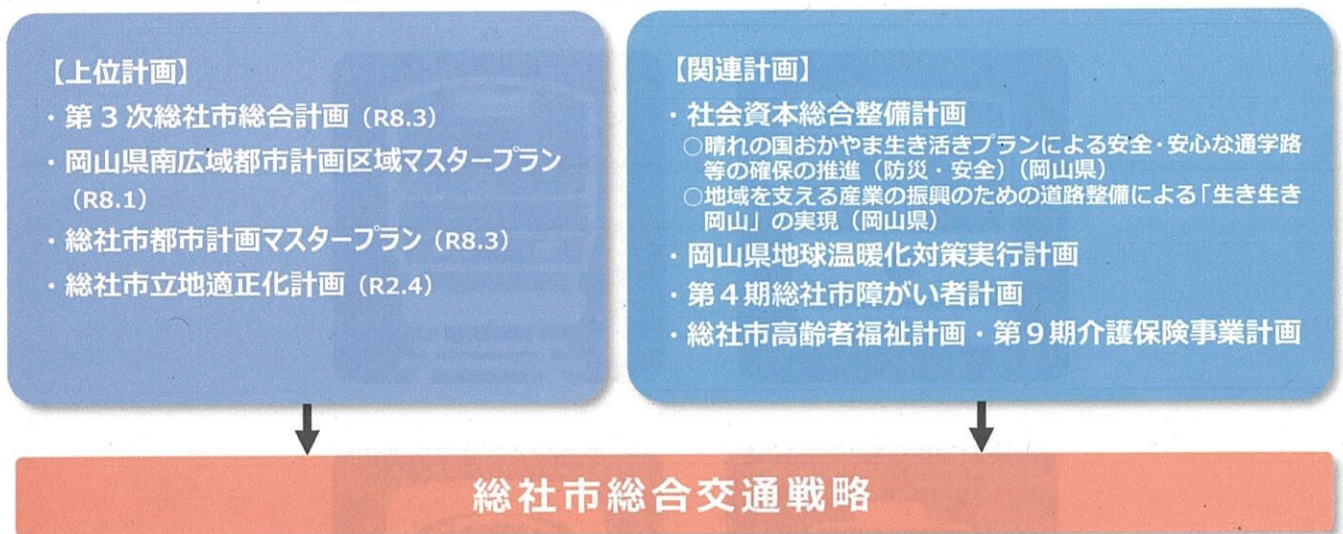 【上位計画】
・第3次総社市総合計画（R8.3）
・岡山県南広域都市計画区域マスタープラン
（R8.1）
・総社市都市計画マスタープラン（R8.3）
・総社市立地適正化計画（R2.4）
【関連計画】
・社会資本総合整備計画
○晴れの国おかやま生き活きプランによる安全・安心な通学路
等の確保の推進（防災・安全）（岡山県）
○地域を支える産業の振興のための道路整備による「生き生き
岡山」の実現（岡山県）
・岡山県地球温暖化対策実行計画
・第4期総社市障がい者計画
・総社市高齢者福祉計画・第9期介護保険事業計画
総社市総合交通戦略